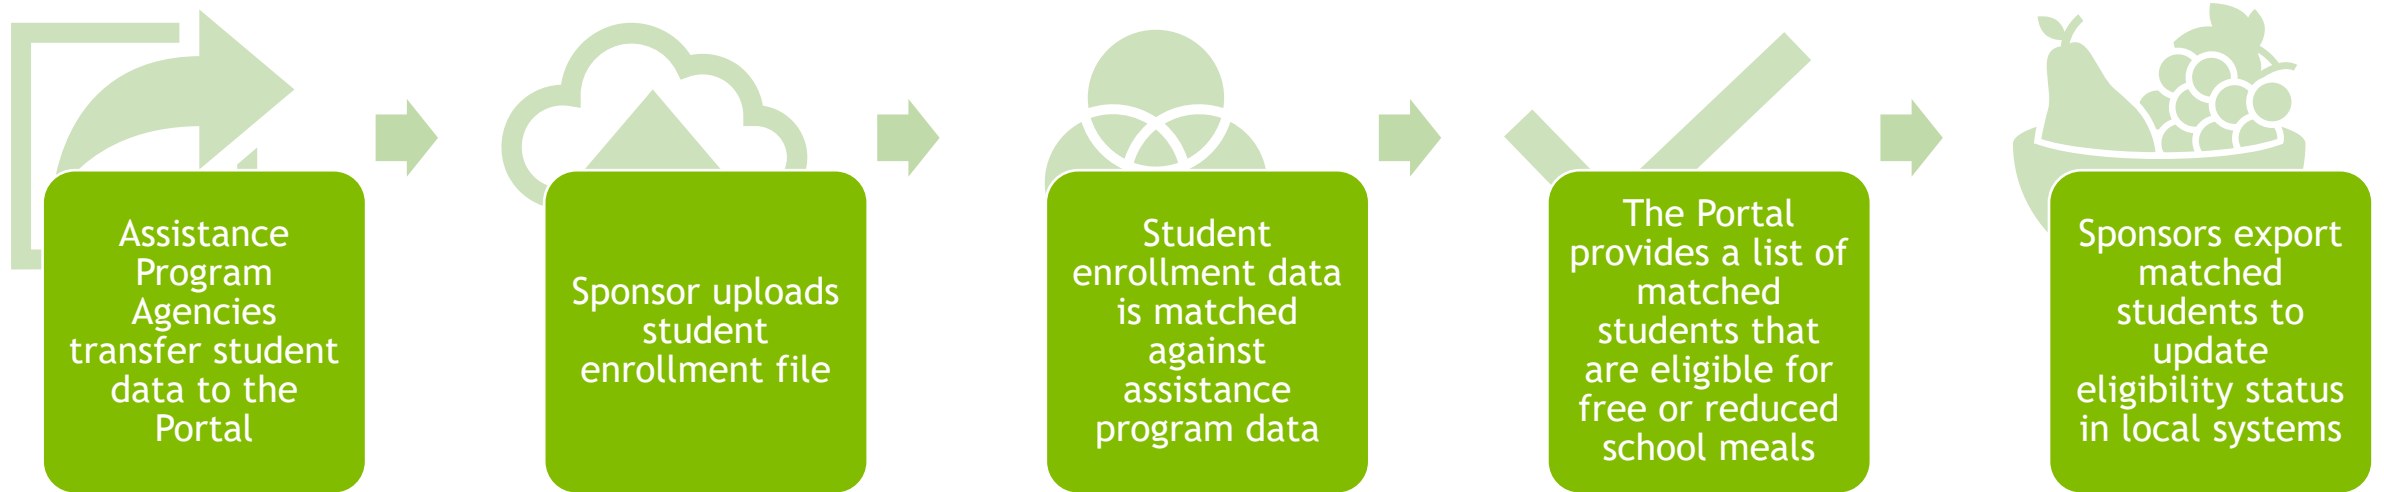 Assistance
Program
Agencies
transfer student
data to the
Portal
Sponsor uploads
student
enrollment file
Student
enrollment data
is matched
against
assistance
program data
The Portal
provides a list of
matched
students that
are eligible for
free or reduced
school meals
Sponsors export
matched
students to
update
eligibility status
in local systems